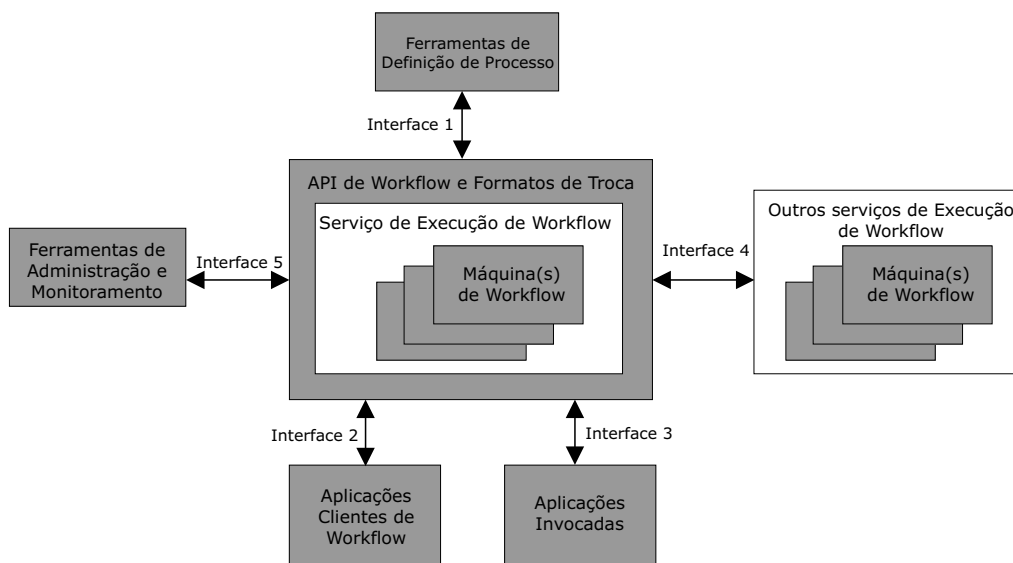 Ferramentas de
Definição de Processo
Interface 1
API de Workflow e Formatos de Troca
Serviço de Execução de Workflow
Máquina(s)
de Workflow
Outros serviços de Execução
de Workflow
Máquina(s)
de Workflow
Interface 4
Ferramentas de
Administração e
Monitoramento
Interface 5
Interface 2
Interface 3
Aplicações
Clientes de
Workflow
Aplicações
Invocadas